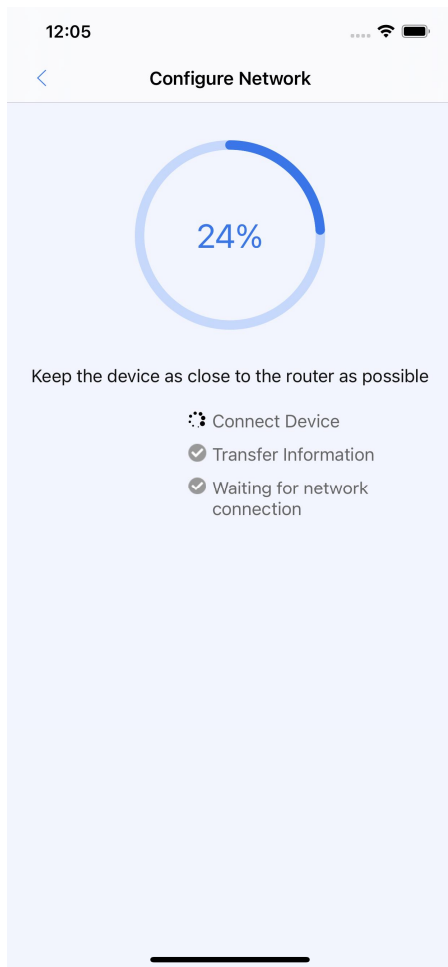 12:05
Configure Network
24%
Keep the device as close to the router as possible
Connect Device
Transfer Information
Waiting for network
connection